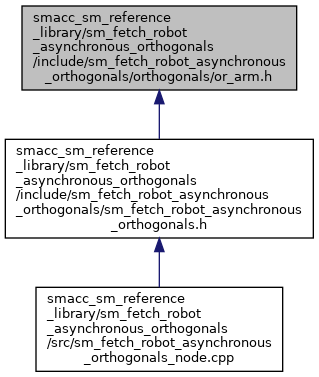 smacc_sm_reference
_library/sm_fetch_robot
_asynchronous_orthogonals
/include/sm_fetch_robot_asynchronous
_orthogonals/orthogonals/or_arm.h
smacc_sm_reference
_library/sm_fetch_robot
_asynchronous_orthogonals
/include/sm_fetch_robot_asynchronous
_orthogonals/sm_fetch_robot_asynchronous
_orthogonals.h
smacc_sm_reference
_library/sm_fetch_robot
_asynchronous_orthogonals
/src/sm_fetch_robot_asynchronous
_orthogonals_node.cpp